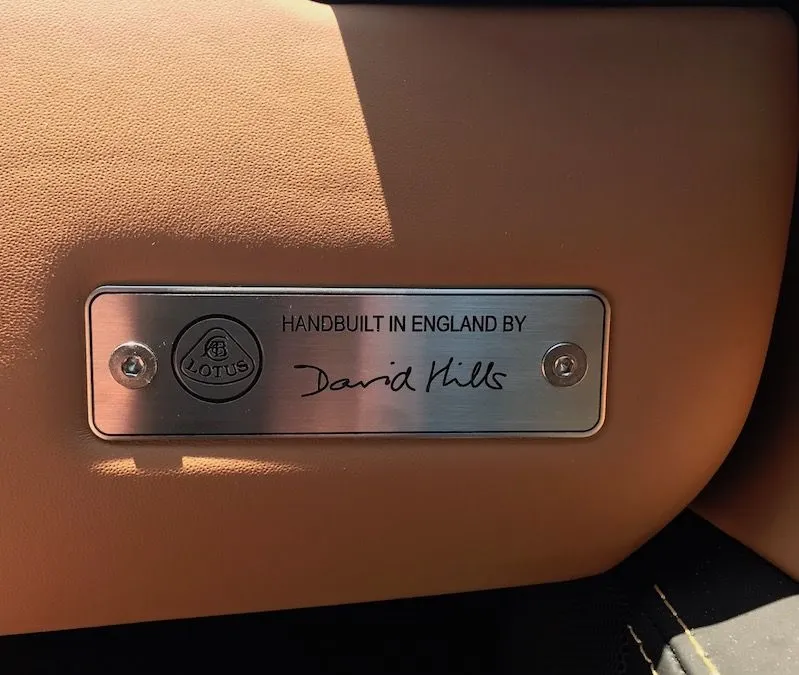 HANDBUILT IN ENGLAND BY
LOTUS
David Hills